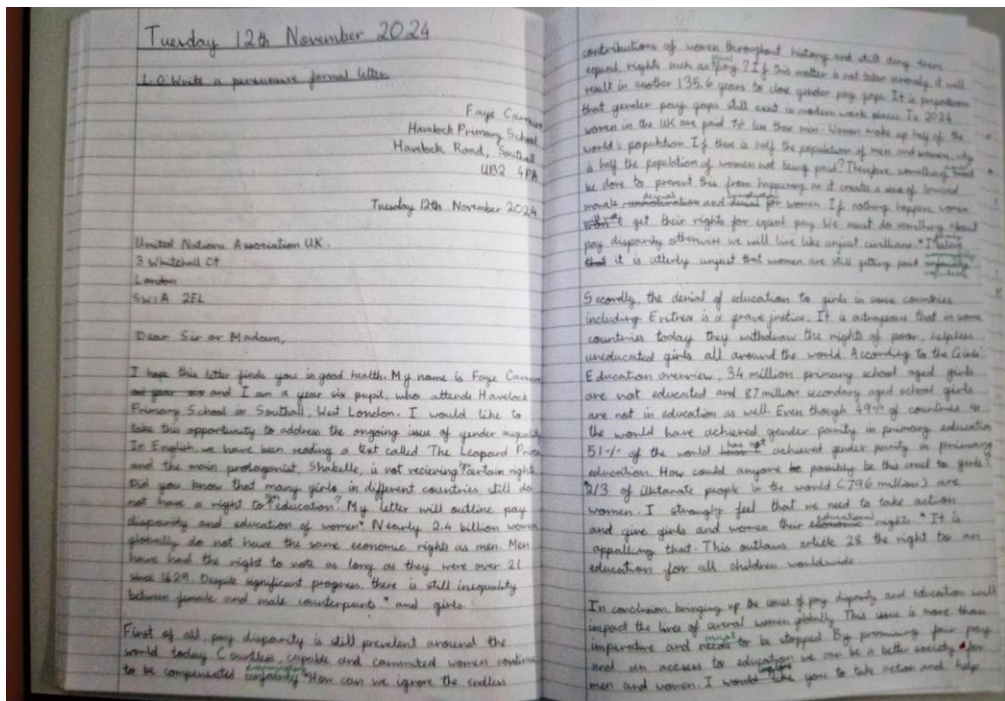 Tuesday 12th November 2024
L.O. Write a persuasive formal letter
Faye
Havelock Primary School
Havelock Road, Southall
UB2 4PA
Tuesday 12th November 2024
United Nations Association UK.
3 Whitehall Ct
London
SW1A 2EL
Dear Sir or Madam,
I hope this letter finds you in good health. My name is Faye
and I am a year six pupil, who attends Havelock
Primary School in Southall, West London. I would like to
take this opportunity to address the ongoing issue of gender
In English, we have been reading a text called The Leopard
and the main protagonist, Shakelle, is not recieving certain
Did you know that many girls in different countries still do
not have a right to an education? My letter will outline pay
disparity and education of women. Nearly 2.4 billion
globally do not have the same economic rights as men. Men
have had the right to vote as long as they were over 21
since Despite significant progress, there is still inequality
between female and male counterparts * and girls.
First of all, pay disparity is still prevalent around the
world today. Countless, capable and commited women continue
to be compensated unfairly. *How can we ignore the endless
contributions of women throughout history and still deny them
equal rights such as pay? If this matter is not taken seriously, it will
result in another 135.6 years to close gender pay gaps. It is
that gender pay gaps still exist in modern work places. In 2024
women in the UK are paid less than men. Women make up half of the
world's population. If there is half the population of men and women, why
is half the population of women not being paid? Therefore, something must
be done to prevent this from happening as it creates a sense of lowered
morale and for women. If nothing happens, women
get their rights for equal pay. We must do something about
pay disparity otherwise we will live like unjust civilians. *I
it is utterly unjust that women are still getting paid
Secondly, the denial of education to girls in some countries
including Eritrea is a grave justice. It is outrageous that in some
countries today they withdraw the rights of poor, helpless
uneducated girls all around the world. According to the Girls'
Education overview, 34 million primary school aged girls
are not educated and 87 million secondary aged school girls
are not in education as well. Even though 49% of countries in
the world have achieved gender parity in primary education
51% of the world has not achieved gender parity in primary
education. How could anyone be possibly be this cruel to girls?
2/3 of illiterate people in the world (796 million) are
women. I strongly feel that we need to take action
and give girls and women their educational rights. *It is
appalling that. This outlaws article 28 the right to an
education for all children worldwide
In conclusion, bringing up the issues of pay disparity and education will
impact the lives of several women globally. This issue is more than
imperative and must to be stopped. By promising fair pay
and an access to education we can be a better society for
men and women. I implore you to take action and help